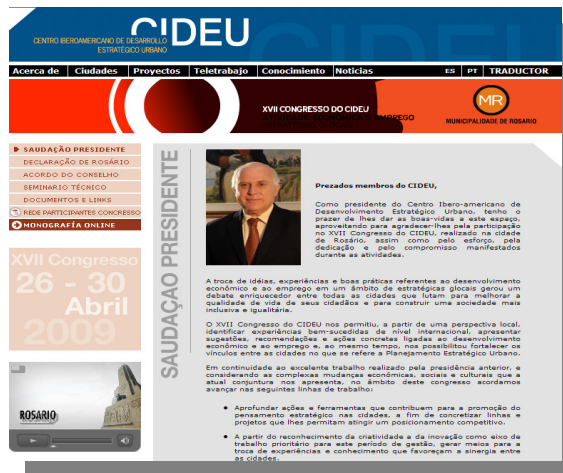 CIDEU
CENTRO IBEROAMERICANO DE DESARROLLO
ESTRATÉGICO URBANO
Acerca de Ciudades Proyectos Teletrabajo Conocimiento Noticias ES PT TRADUCTOR
XVII CONGRESSO DO CIDEU
ATIVIDADE ECONÔMICA E EMPREGO
MR
MUNICIPALIDADE DE ROSARIO
SAUDAÇÃO PRESIDENTE
DECLARAÇÃO DE ROSÁRIO
ACORDO DO CONSELHO
SEMINARIO TÉCNICO
DOCUMENTOS E LINKS
REDE PARTICIPANTES CONCRESSO
MONOGRAFÍA ONLINE
XVII Congresso
26 - 30
Abril
2009
ROSARIO
SAUDAÇAO PRESIDENTE
Prezados membros do CIDEU,
Como presidente do Centro Ibero-americano de
Desenvolvimento Estratégico Urbano, tenho o
prazer de lhes dar as boas-vidas a este espaço,
aproveitando para agradecer-lhes pela participação
no XVII Congresso do CIDEU, realizado na cidade
de Rosário, assim como pelo esforço, pela
dedicação e pelo compromisso manifestados
durante as atividades.
A troca de idéias, experiências e boas práticas referentes ao desenvolvimento
econômico e ao emprego em um âmbito de estratégicas glocais gerou um
debate enriquecedor entre todas as cidades que lutam para melhorar a
qualidade de vida de seus cidadãos e para construir uma sociedade mais
inclusiva e igualitária.
O XVII Congresso do CIDEU nos permitiu, a partir de uma perspectiva local,
identificar experiências bem-sucedidas de nível internacional, apresentar
sugestões, recomendações e ações concretas ligadas ao desenvolvimento
econômico e ao emprego e, ao mesmo tempo, nos possibilitou fortalecer os
vínculos entre as cidades no que se refere a Planejamento Estratégico Urbano.
Em continuidade ao excelente trabalho realizado pela presidência anterior, e
considerando as complexas mudanças econômicas, sociais e culturais que a
atual conjuntura nos apresenta, no âmbito deste congresso acordamos
avançar nas seguintes linhas de trabalho:
• Aprofundar ações e ferramentas que contribuem para a promoção do
pensamento estratégico nas cidades, a fim de concretizar linhas e
projetos que lhes permitam atingir um posicionamento competitivo.
• A partir do reconhecimento da criatividade e da inovação como eixo de
trabalho prioritário para este período de gestão, gerar meios para a
troca de experiências e conhecimento que favoreçam a sinergia entre
as cidades.